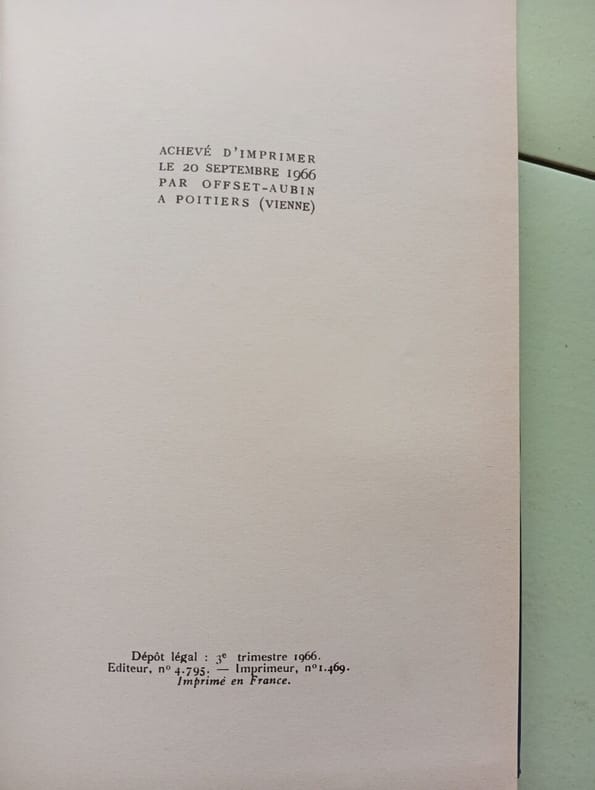 ACHEVÉ D'IMPRIMER
LE 20 SEPTEMBRE 1966
PAR OFFSET-AUBIN
A POITIERS (VIENNE)
Dépôt légal : 3e trimestre 1966.
Editeur, no 4.795. — Imprimeur, no 1.469.
Imprimé en France.